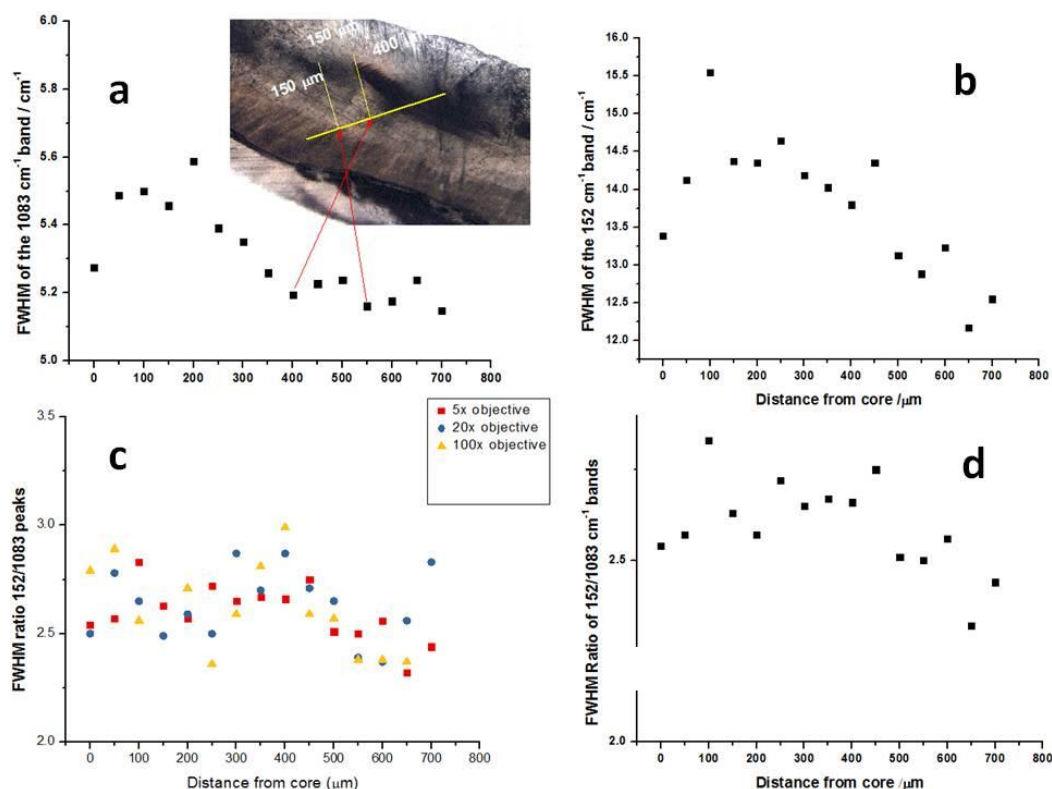 a
FWHM of the 1083 cm⁻¹ band / cm⁻¹
6.0
5.8
5.6
5.4
5.2
5.0
150 μm
150 μm
400 μm
0 100 200 300 400 500 600 700 800
b
FWHM of the 152 cm⁻¹ band / cm⁻¹
16.0
15.5
15.0
14.5
14.0
13.5
13.0
12.5
12.0
0 100 200 300 400 500 600 700 800
Distance from core /μm
c
FWHM ratio 152/1083 peaks
3.5
3.0
2.5
2.0
5x objective
20x objective
100x objective
0 100 200 300 400 500 600 700 800
Distance from core (μm)
d
FWHM Ratio of 152/1083 cm⁻¹ bands
2.5
2.0
0 100 200 300 400 500 600 700 800
Distance from core /μm